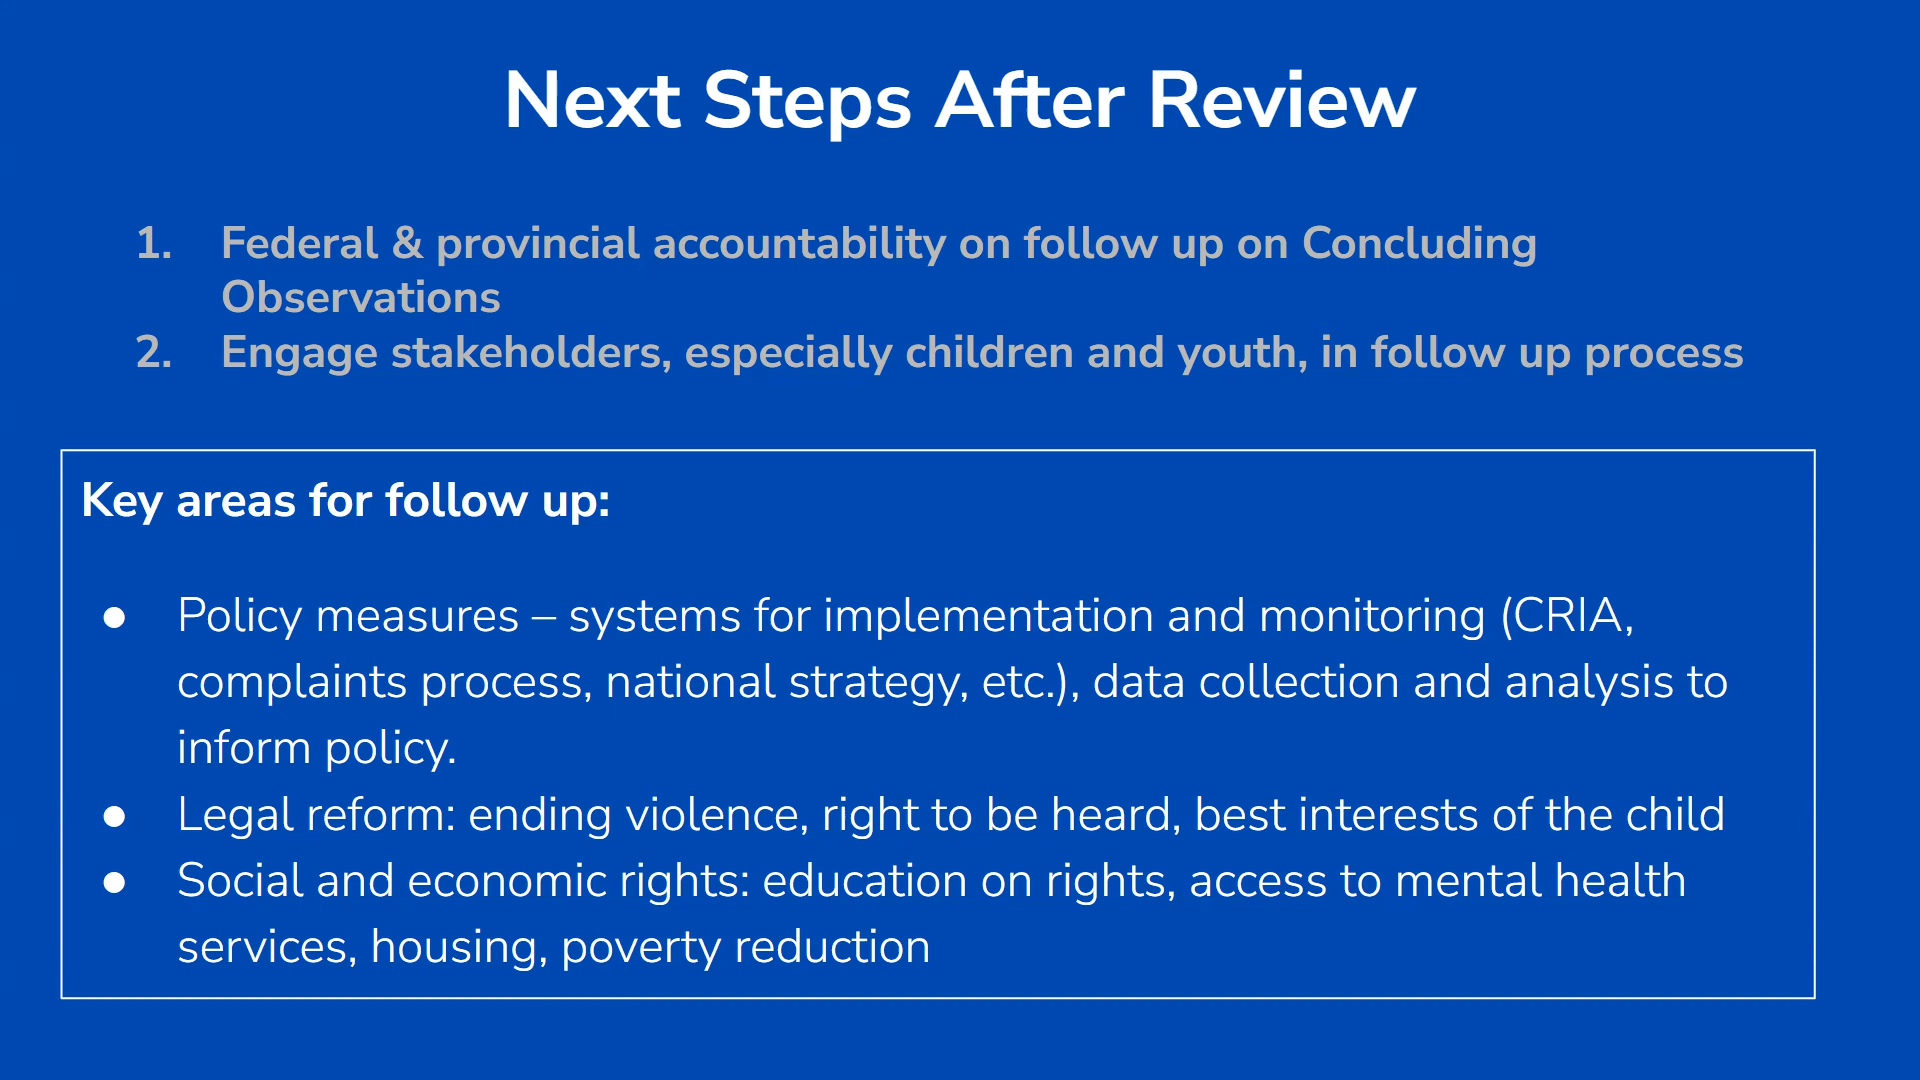 Next Steps After Review
1. Federal & provincial accountability on follow up on Concluding
Observations
2. Engage stakeholders, especially children and youth, in follow up process
Key areas for follow up:
● Policy measures – systems for implementation and monitoring (CRIA,
complaints process, national strategy, etc.), data collection and analysis to
inform policy.
● Legal reform: ending violence, right to be heard, best interests of the child
● Social and economic rights: education on rights, access to mental health
services, housing, poverty reduction